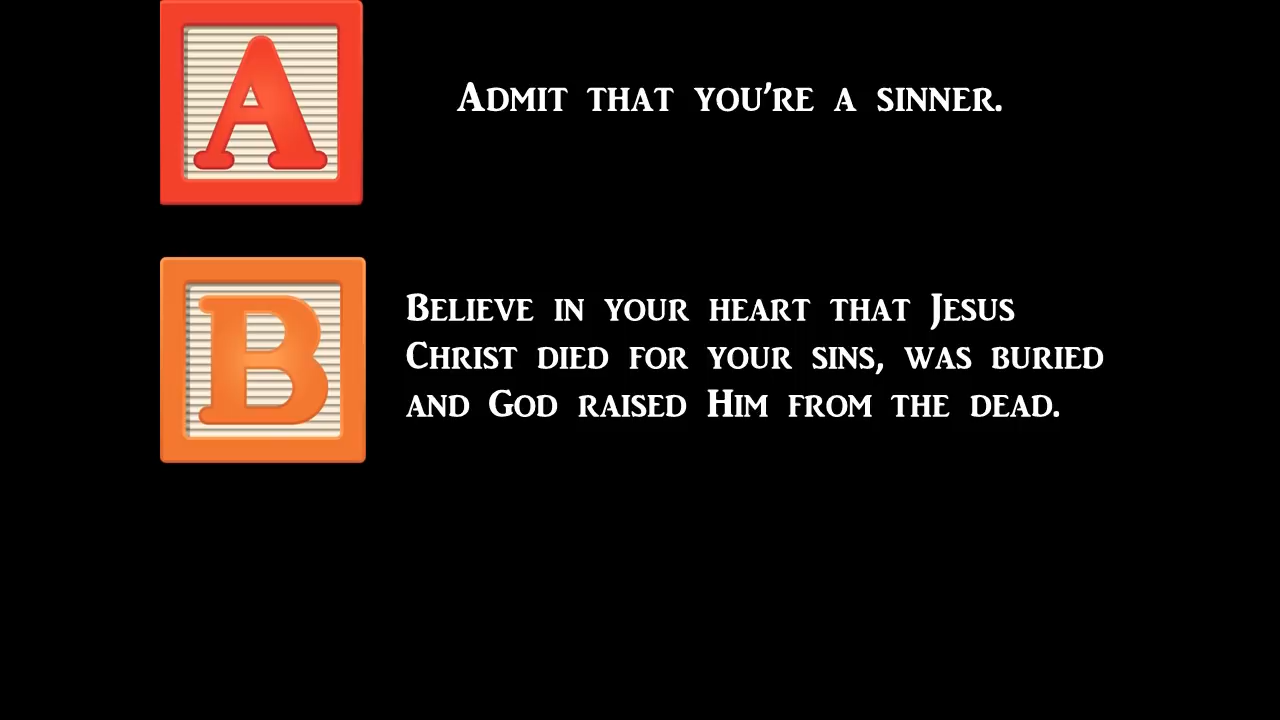 A
Admit that you're a sinner.
B
Believe in your heart that Jesus
Christ died for your sins, was buried
and God raised Him from the dead.